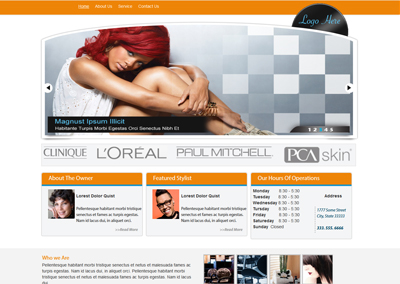 Home About Us Service Contact Us
Logo Here
Magnust Ipsum Illicit
Habitante Turpis Morbi Egestas Orci Senectus Nibh Et
1 2 3 4 5
CLINIQUE L'ORÉAL PAUL MITCHELL PCA skin
About The Owner
Lorest Dolor Quist
Pellentesque habitant morbi tristique senectus et fames ac turpis egestas. Nam id lacus dui, in aliquet orci.
>>Read More
Featured Stylist
Lorest Dolor Quist
Pellentesque habitant morbi tristique senectus et fames ac turpis egestas. Nam id lacus dui, in aliquet orci.
>>Read More
Our Hours Of Operations
Monday 8:30 - 5:30
Tuesday 8:30 - 5:30
Wednesday 8:30 - 5:30
Thursday 8:30 - 5:30
Friday 8:30 - 5:30
Saturday 8:30 - 5:30
Sunday Closed
Address
1777 Some Street
City, State 33333
555.555.6666
Who we Are
Pellentesque habitant morbi tristique
senectus et netus et malesuada fames ac
turpis egestas. Nam id lacus dui, in
aliquet orci. Pellentesque habitant morbi
tristique senectus et netus et malesuada
fames ac turpis egestas. Nam id lacus dui,